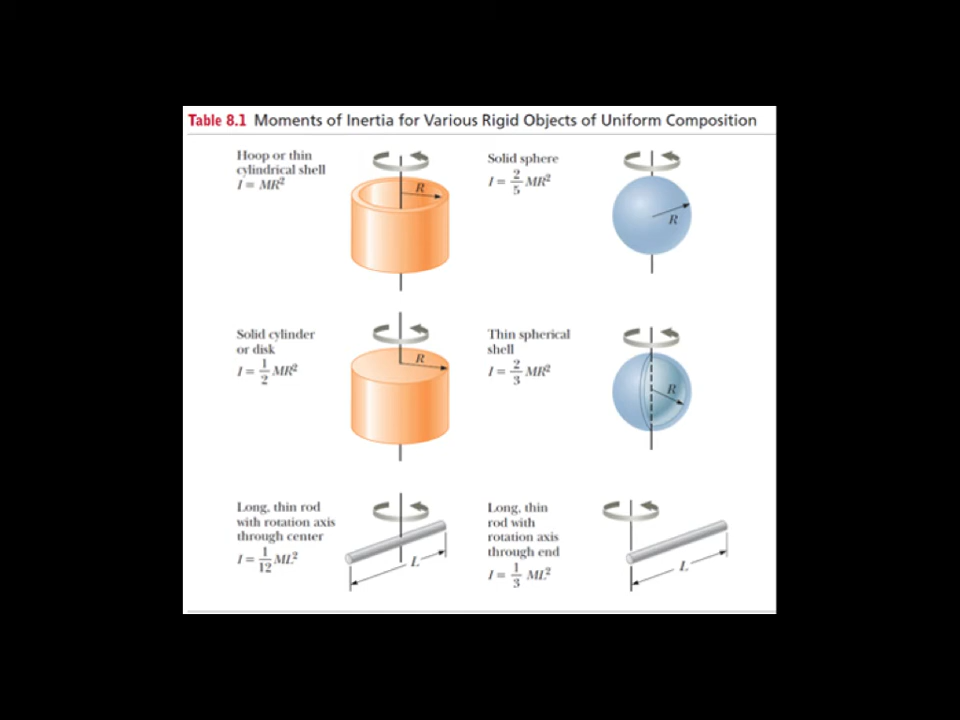 Table 8.1 Moments of Inertia for Various Rigid Objects of Uniform Composition
Hoop or thin
cylindrical shell
I = MR²
R
Solid sphere
I = 2/5 MR²
R
Solid cylinder
or disk
I = 1/2 MR²
R
Thin spherical
shell
I = 2/3 MR²
R
Long, thin rod
with rotation axis
through center
I = 1/12 ML²
L
Long, thin
rod with
rotation axis
through end
I = 1/3 ML²
L